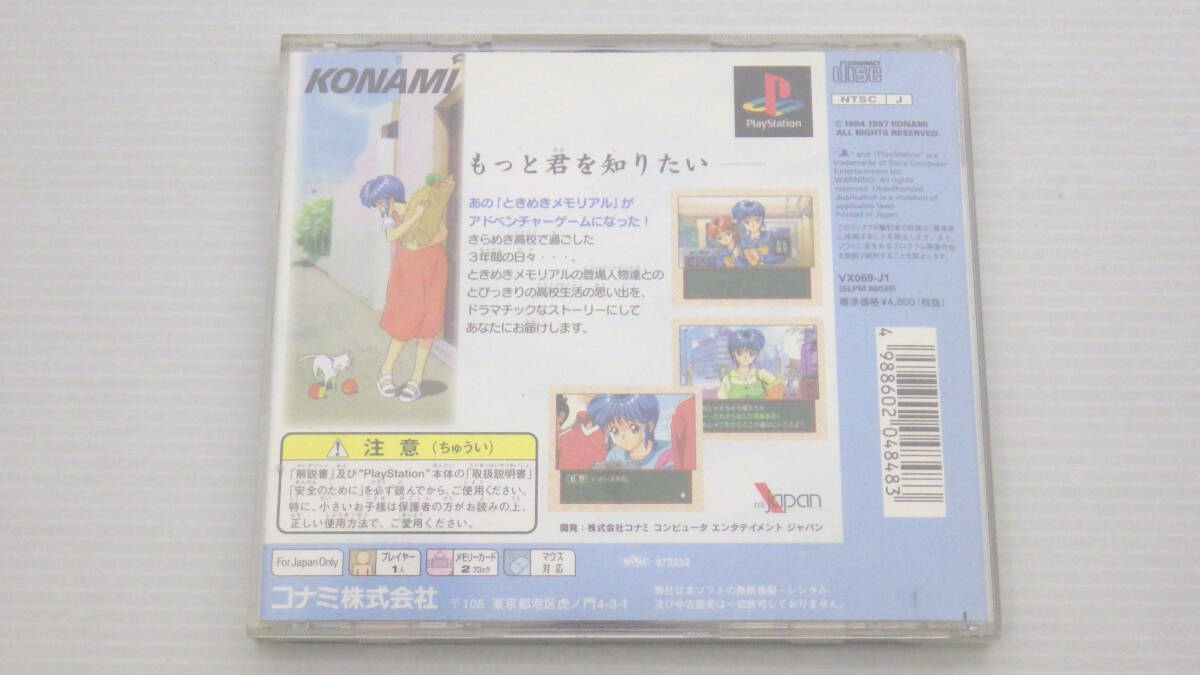 KONAMI
PlayStation
COMPACT
disc
NTSC J
©1994 1997 KONAMI
ALL RIGHTS RESERVED.
" " and "PlayStation" are
trademarks of Sony Computer
Entertainment Inc.
WARNING: All rights
reserved. Unauthorized
duplication is a violation of
applicable laws.
Printed in Japan
VX069-J1
(SLPM 86039)
標準価格¥4,800「税抜」
4 988602 048483
もっと君を知りたい
あの「ときめきメモリアル」が
アドベンチャーゲームになった!
きらめき高校で過ごした
3年間の日々・・・。
ときめきメモリアルの登場人物達との
とびっきりの高校生活の思い出を、
ドラマチックなストーリーにして
あなたにお届けします。
注意(ちゅうい)
「解説書」及び"PlayStation"本体の「取扱説明書」
「安全のために」を必ず読んでから、ご使用ください。
特に、小さいお子様は保護者の方がお読みの上、
正しい使用方法で、ご愛用ください。
Japan
開発:株式会社コナミ コンピュータ エンタテイメント ジャパン
For Japan Only
プレイヤー
1人
メモリーカード
2ブロック
マウス
対応
972232
コナミ株式会社 〒105 東京都港区虎ノ門4-3-1
弊社は本ソフトの無断複製・レンタル
及び中古販売は一切許可しておりません。